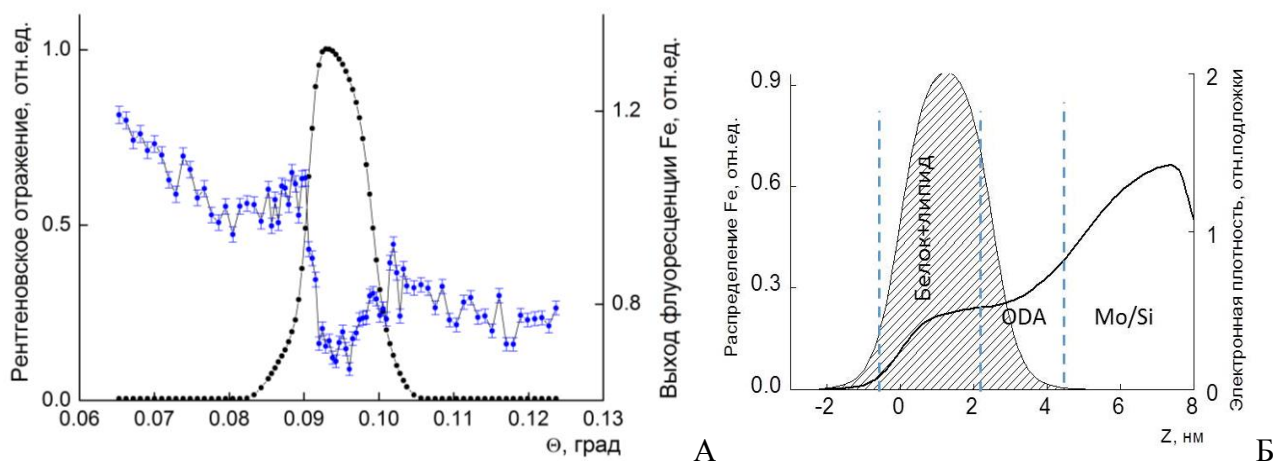 Рентгеновское отражение, отн.ед.
1.0
0.5
0.0
0.06 0.07 0.08 0.09 0.10 0.11 0.12 0.13
Θ, град
1.2
0.8
Выход флуоресценции Fe, отн.ед.
А
Распределение Fe, отн.ед.
0.9
0.6
0.3
0.0
-2 0 2 4 6 8
Z, нм
Белок+липид
ODA
Mo/Si
2
1
0
Электронная плотность, отн.подложки
Б